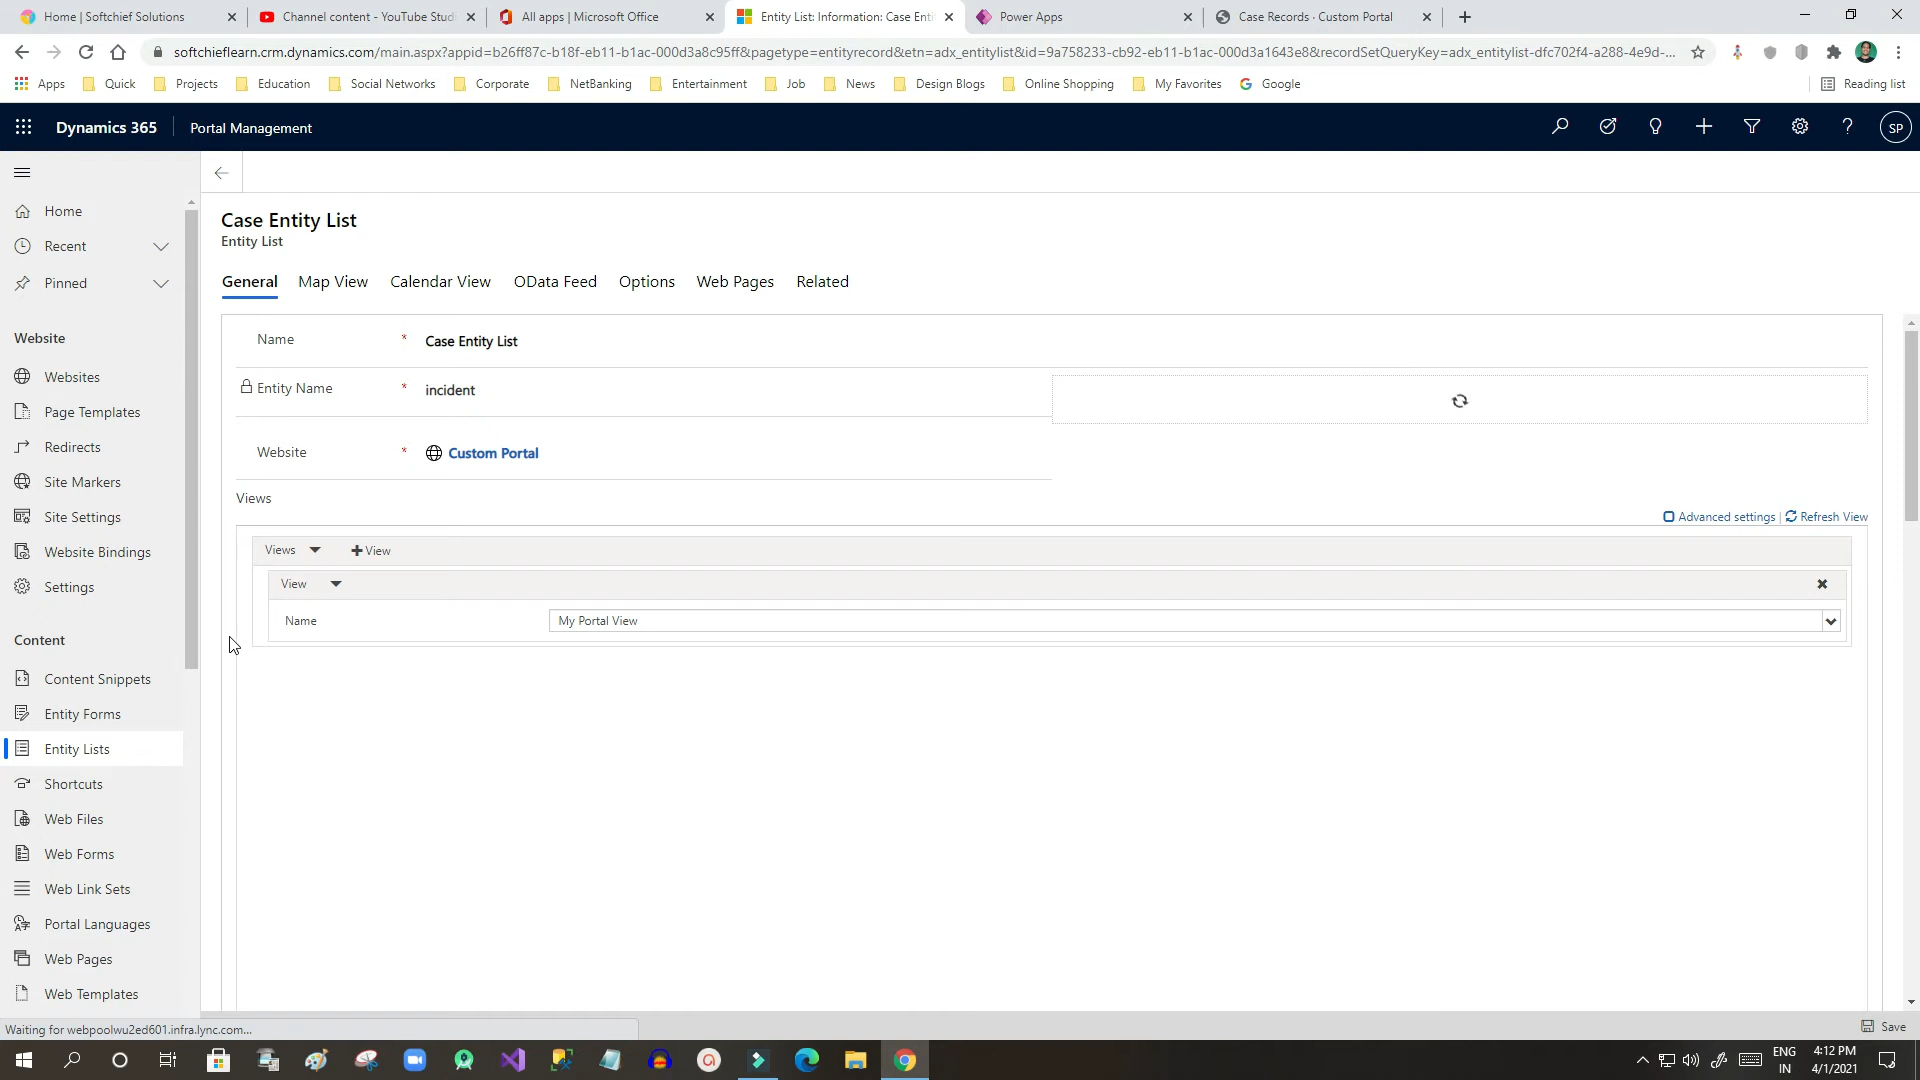 Home | Softchief Solutions
Channel content - YouTube Studi
All apps | Microsoft Office
Entity List: Information: Case Enti
Power Apps
Case Records · Custom Portal
softchieflearn.crm.dynamics.com/main.aspx?appid=b26ff87c-b18f-eb11-b1ac-000d3a8c95ff&pagetype=entityrecord&etn=adx_entitylist&id=9a758233-cb92-eb11-b1ac-000d3a1643e8&recordSetQueryKey=adx_entitylist-dfc702f4-a288-4e9d-...
Apps
Quick
Projects
Education
Social Networks
Corporate
NetBanking
Entertainment
Job
News
Design Blogs
Online Shopping
My Favorites
Google
Reading list
Dynamics 365
Portal Management
SP
Home
Recent
Pinned
Website
Websites
Page Templates
Redirects
Site Markers
Site Settings
Website Bindings
Settings
Content
Content Snippets
Entity Forms
Entity Lists
Shortcuts
Web Files
Web Forms
Web Link Sets
Portal Languages
Web Pages
Web Templates
Case Entity List
Entity List
General
Map View
Calendar View
OData Feed
Options
Web Pages
Related
Name * Case Entity List
Entity Name * incident
Website * Custom Portal
Views
Advanced settings | Refresh View
Views
+View
View
Name
My Portal View
Waiting for webpoolwu2ed601.infra.lync.com...
Save
ENG
IN
4:12 PM
4/1/2021